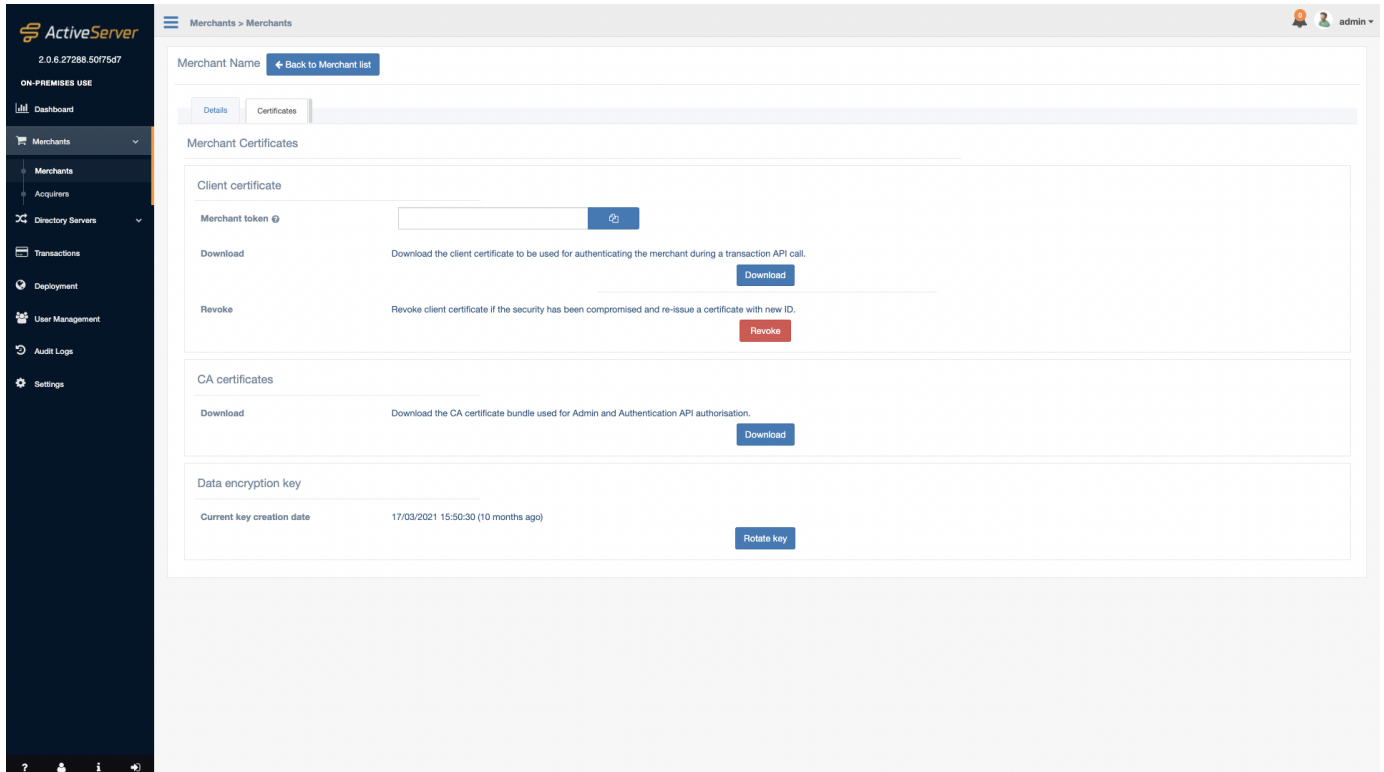 ActiveServer
2.0.6.27288.50f75d7
ON-PREMISES USE
Dashboard
Merchants
Merchants
Acquirers
Directory Servers
Transactions
Deployment
User Management
Audit Logs
Settings
Merchants > Merchants
0
admin
Merchant Name
Back to Merchant list
Details
Certificates
Merchant Certificates
Client certificate
Merchant token
Download
Download the client certificate to be used for authenticating the merchant during a transaction API call.
Download
Revoke
Revoke client certificate if the security has been compromised and re-issue a certificate with new ID.
Revoke
CA certificates
Download
Download the CA certificate bundle used for Admin and Authentication API authorisation.
Download
Data encryption key
Current key creation date
17/03/2021 15:50:30 (10 months ago)
Rotate key